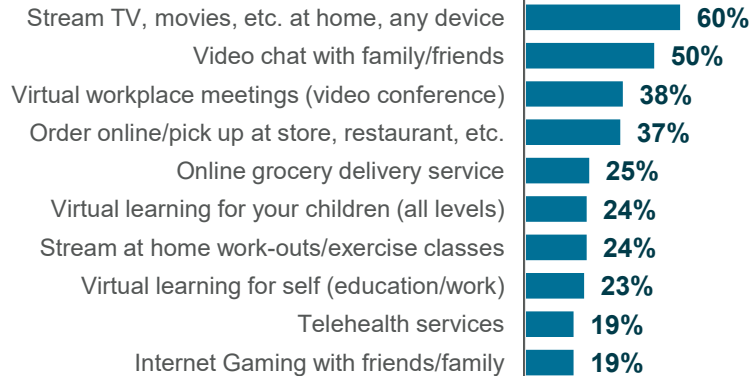 Stream TV, movies, etc. at home, any device 60%
Video chat with family/friends 50%
Virtual workplace meetings (video conference) 38%
Order online/pick up at store, restaurant, etc. 37%
Online grocery delivery service 25%
Virtual learning for your children (all levels) 24%
Stream at home work-outs/exercise classes 24%
Virtual learning for self (education/work) 23%
Telehealth services 19%
Internet Gaming with friends/family 19%